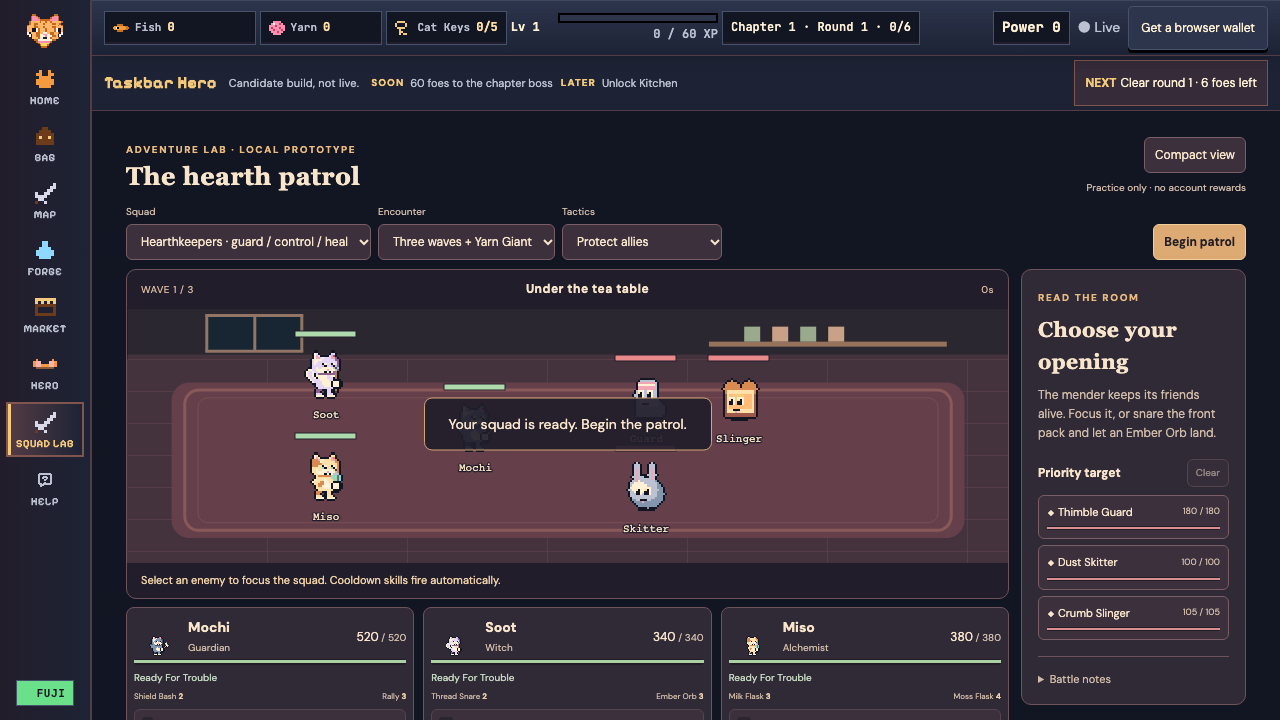 Fish 0
Yarn 0
Cat Keys 0/5
Lv 1
0 / 60 XP
Chapter 1 · Round 1 · 0/6
Power 0
Live
Get a browser wallet
HOME
BAG
MAP
FORGE
MARKET
HERO
SQUAD LAB
HELP
FUJI
Taskbar Hero
Candidate build, not live.
SOON 60 foes to the chapter boss
LATER Unlock Kitchen
NEXT Clear round 1 · 6 foes left
ADVENTURE LAB · LOCAL PROTOTYPE
The hearth patrol
Compact view
Practice only · no account rewards
Squad
Encounter
Tactics
Hearthkeepers · guard / control / heal
Three waves + Yarn Giant
Protect allies
Begin patrol
WAVE 1 / 3
Under the tea table
0s
Soot
Your squad is ready. Begin the patrol.
Guard
Slinger
Mochi
Miso
Skitter
Select an enemy to focus the squad. Cooldown skills fire automatically.
READ THE ROOM
Choose your
opening
The mender keeps its friends
alive. Focus it, or snare the front
pack and let an Ember Orb land.
Priority target
Clear
◆ Thimble Guard 180 / 180
◆ Dust Skitter 100 / 100
◆ Crumb Slinger 105 / 105
▶ Battle notes
Mochi
Guardian
520 / 520
Ready For Trouble
Shield Bash 2
Rally 3
Soot
Witch
340 / 340
Ready For Trouble
Thread Snare 2
Ember Orb 3
Miso
Alchemist
380 / 380
Ready For Trouble
Milk Flask 3
Moss Flask 4